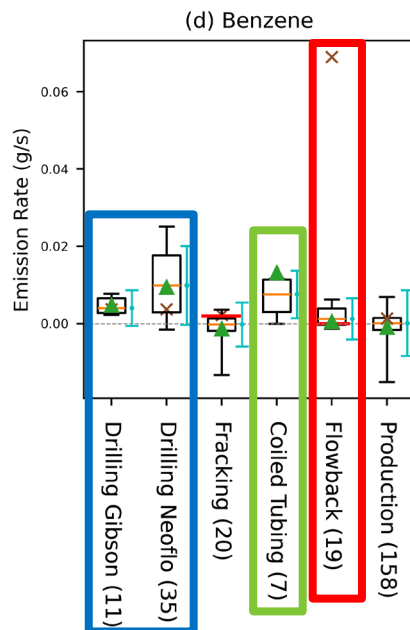 (d) Benzene
Emission Rate (g/s)
0.06
0.04
0.02
0.00
Drilling Gibson (11)
Drilling Neoflo (35)
Fracking (20)
Coiled Tubing (7)
Flowback (19)
Production (158)